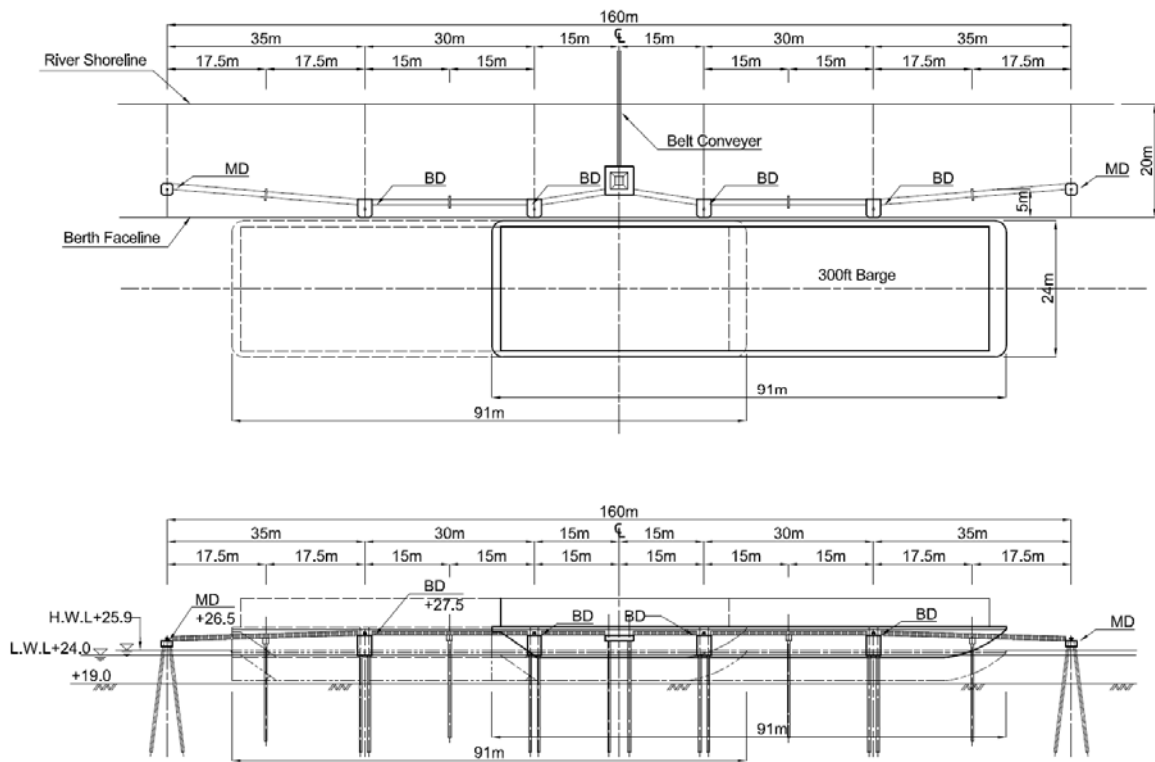 160m
35m 30m 15m ℄ 15m 30m 35m
17.5m 17.5m 15m 15m 15m 15m 17.5m 17.5m
River Shoreline
Belt Conveyer
20m
MD BD BD BD BD MD
5m
Berth Faceline
300ft Barge
24m
91m
91m
160m
35m 30m 15m ℄ 15m 30m 35m
17.5m 17.5m 15m 15m 15m 15m 15m 15m 17.5m 17.5m
H.W.L+25.9
MD
+26.5
BD
+27.5
BD BD BD MD
L.W.L+24.0
+19.0
91m
91m